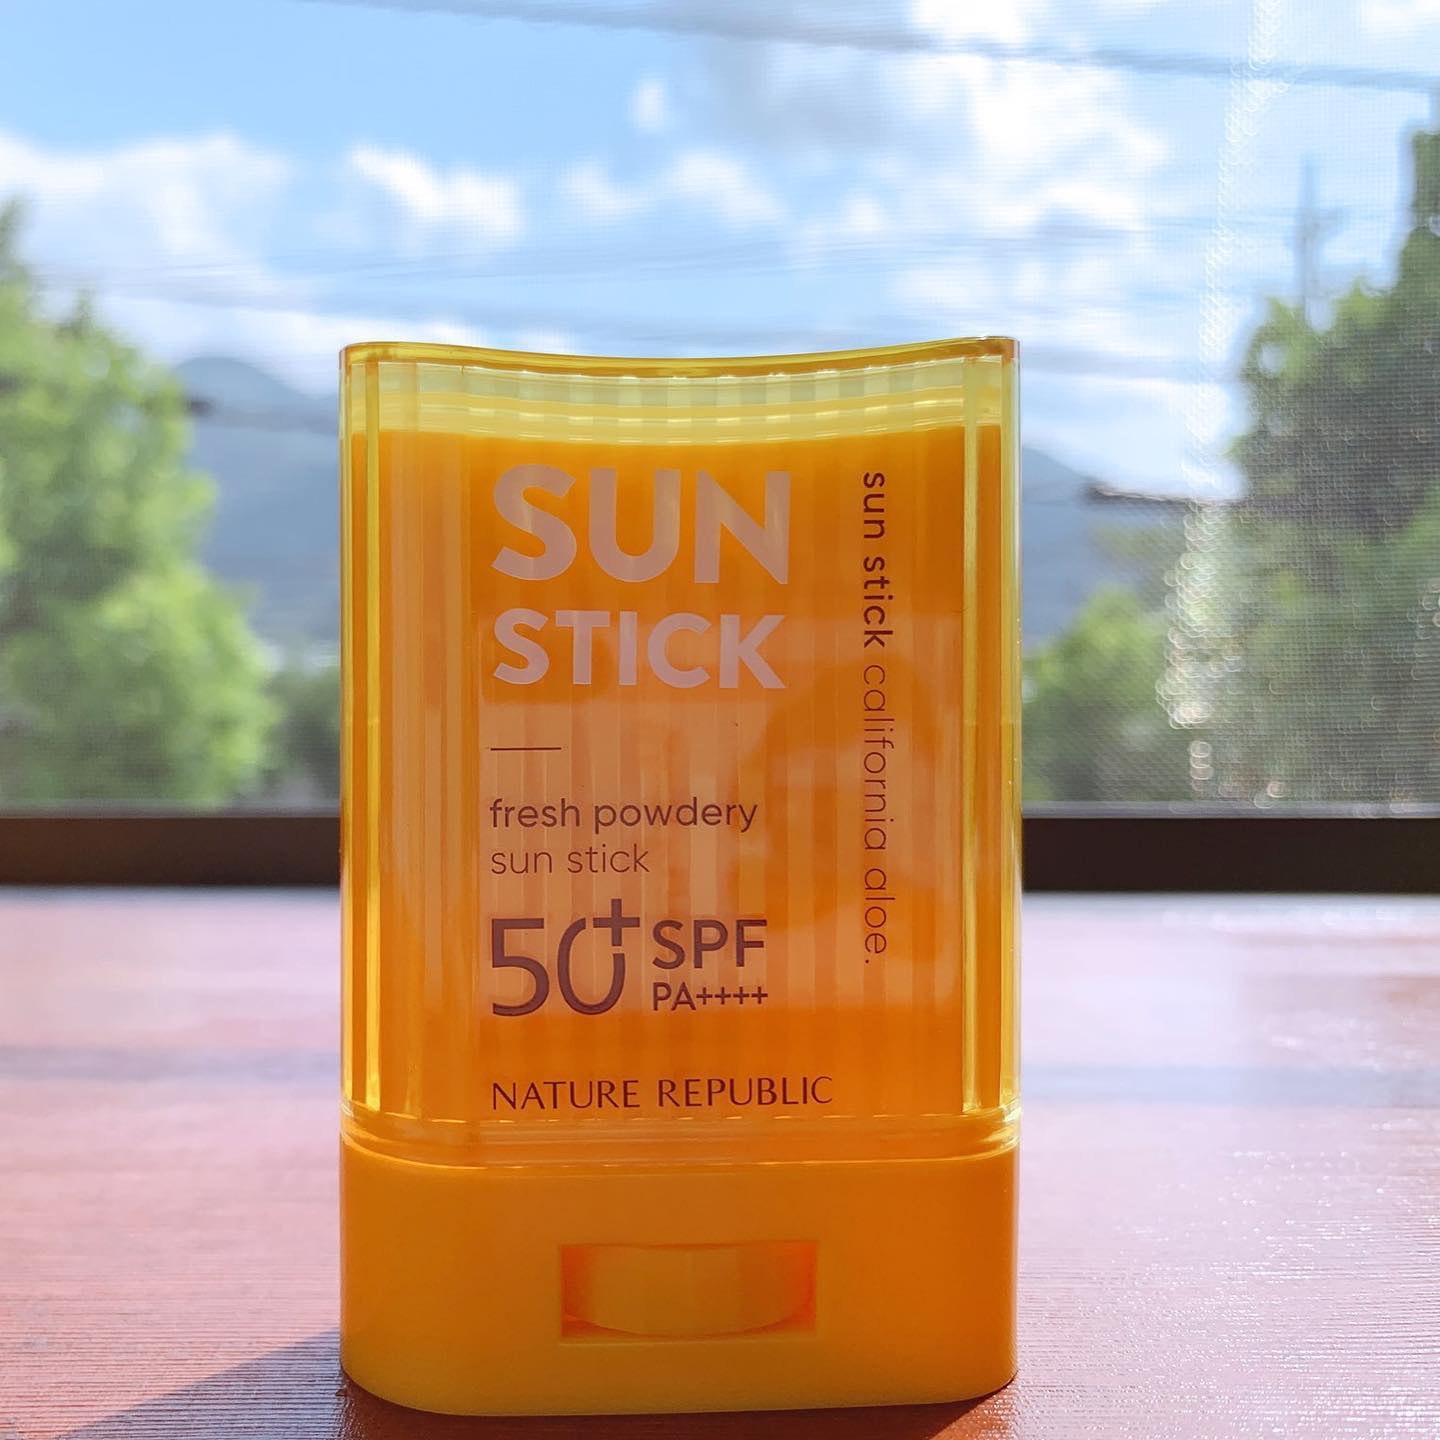 SUN
STICK
fresh powdery
sun stick
50+ SPF
PA++++
NATURE REPUBLIC
sun stick california aloe.